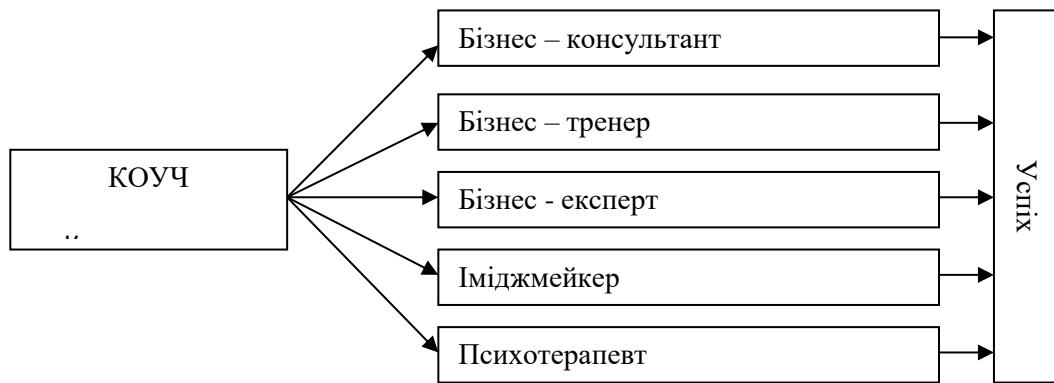 Бізнес – консультант
Бізнес – тренер
КОУЧ
Бізнес - експерт
Іміджмейкер
Психотерапевт
Успіх